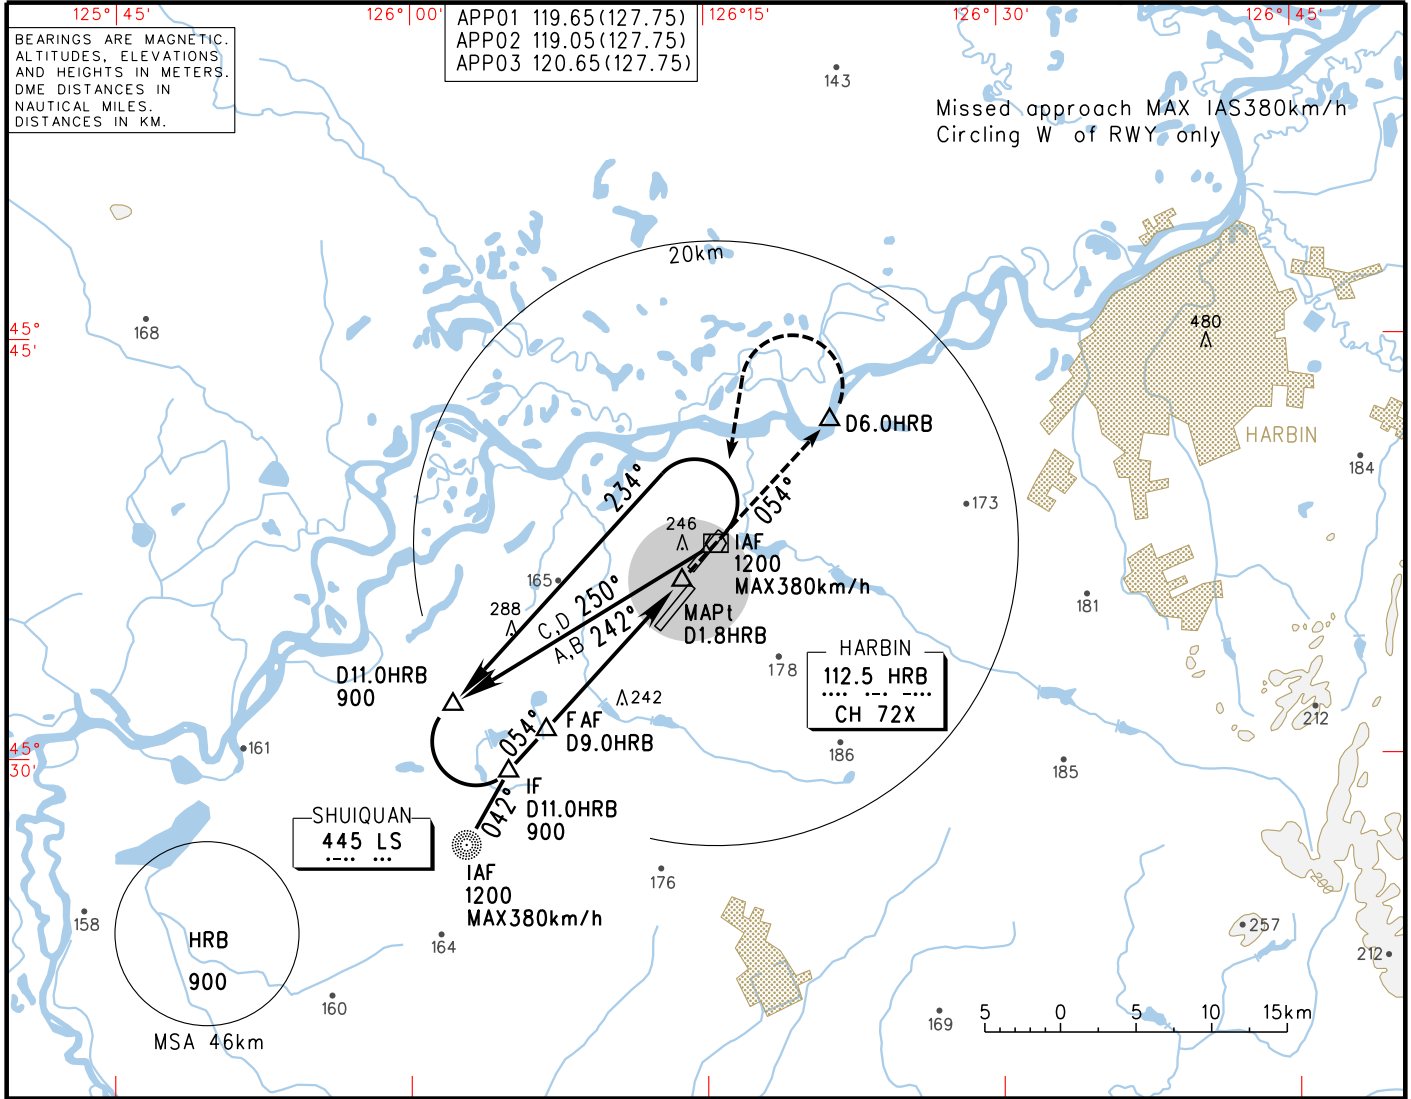 125° 45'
126° 00'
126° 15'
126° 30'
126° 45'
BEARINGS ARE MAGNETIC.
ALTITUDES, ELEVATIONS
AND HEIGHTS IN METERS.
DME DISTANCES IN
NAUTICAL MILES.
DISTANCES IN KM.
APP01 119.65(127.75)
APP02 119.05(127.75)
APP03 120.65(127.75)
143
Missed approach MAX IAS380km/h
Circling W of RWY only
20km
168
45°
45'
480
HARBIN
D6.0HRB
184
234°
054°
173
246
IAF
1200
MAX380km/h
165
288
C,D 250°
A,B 242°
MAPt
D1.8HRB
181
HARBIN
112.5 HRB
CH 72X
178
D11.0HRB
900
242
212
FAF
D9.0HRB
054°
161
45°
30'
186
185
IF
D11.0HRB
900
042°
SHUIQUAN
445 LS
IAF
1200
MAX380km/h
176
200
158
HRB
900
164
257
212
160
169
5 0 5 10 15km
MSA 46km